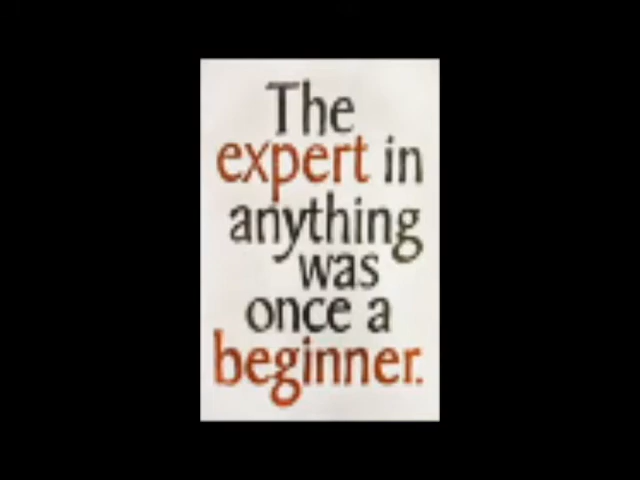 The
expert in
anything
was
once a
beginner.